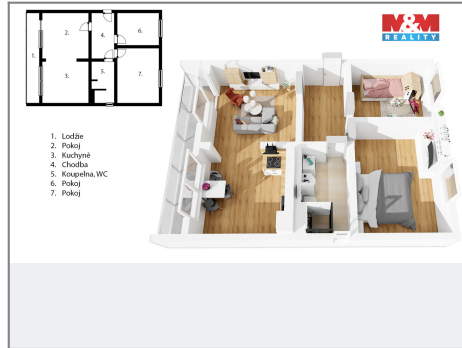 M&M
REALITY
2.
4.
6.
1.
3.
5.
7.
1. Lodžie
2. Pokoj
3. Kuchyně
4. Chodba
5. Koupelna, WC
6. Pokoj
7. Pokoj